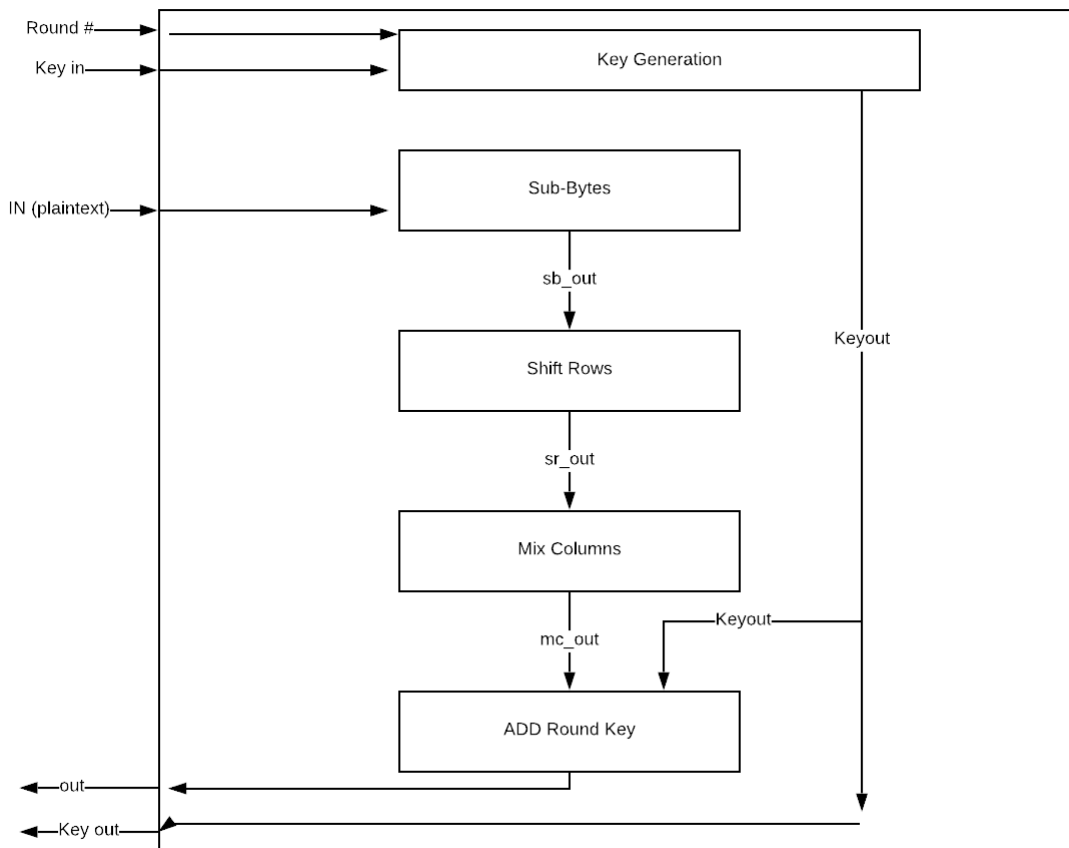 Round #
Key Generation
Key in
Sub-Bytes
IN (plaintext)
sb_out
Keyout
Shift Rows
sr_out
Mix Columns
Keyout
mc_out
ADD Round Key
out
Key out